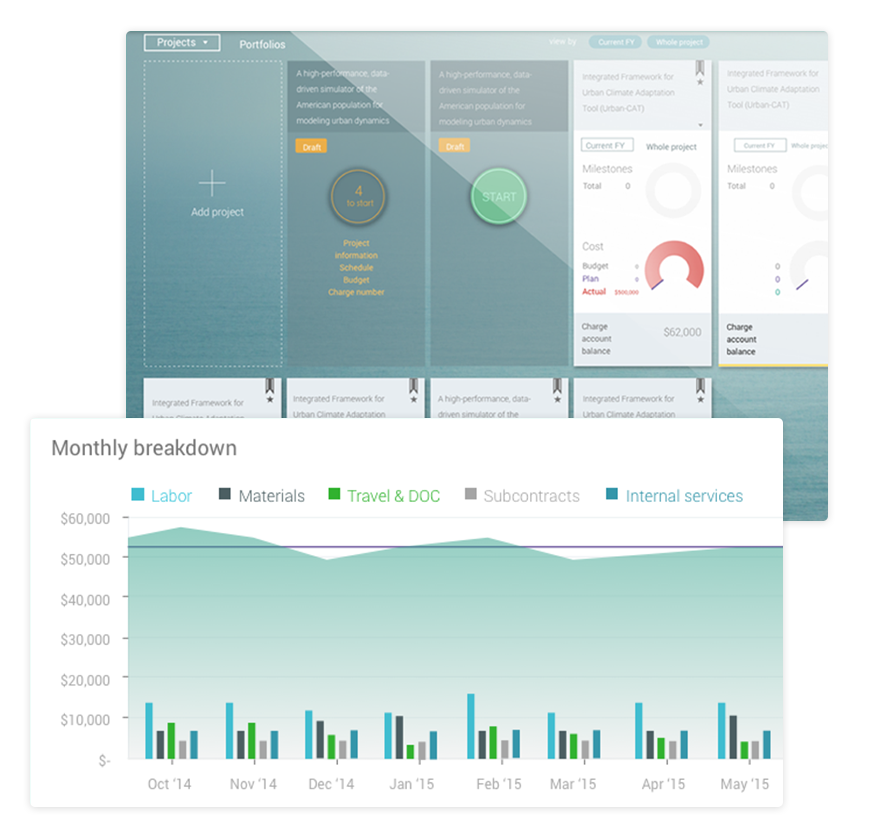 Projects
Portfolios
view by
Current FY
Whole project
Add project
A high-performance, data-
driven simulator of the
American population for
modeling urban dynamics
Draft
4
to start
Project
Information
Schedule
Budget
Charge number
A high-performance, data-
driven simulator of the
American population for
modeling urban dynamics
Draft
START
Integrated Framework for
Urban Climate Adaptation
Tool (Urban-CAT)
Current FY
Whole project
Milestones
Total 0
Cost
Budget 0
Plan 0
Actual $500,000
Charge
account
balance
$62,000
Integrated Framework for
Urban Climate Adaptation
Tool (Urban-CAT)
Current FY
Whole projec
Milestones
Total 0
0
0
0
Charge
account
balance
Integrated Framework for
Urban Climate Adaptation
Integrated Framework for
Urban Climate Adaptation
A high-performance, data-
driven simulator of the
Integrated Framework for
Urban Climate Adaptation
Monthly breakdown
Labor
Materials
Travel & DOC
Subcontracts
Internal services
$60,000
$50,000
$40,000
$30,000
$20,000
$10,000
$-
Oct ‘14
Nov ‘14
Dec ‘14
Jan ‘15
Feb ‘15
Mar ‘15
Apr ‘15
May ‘15